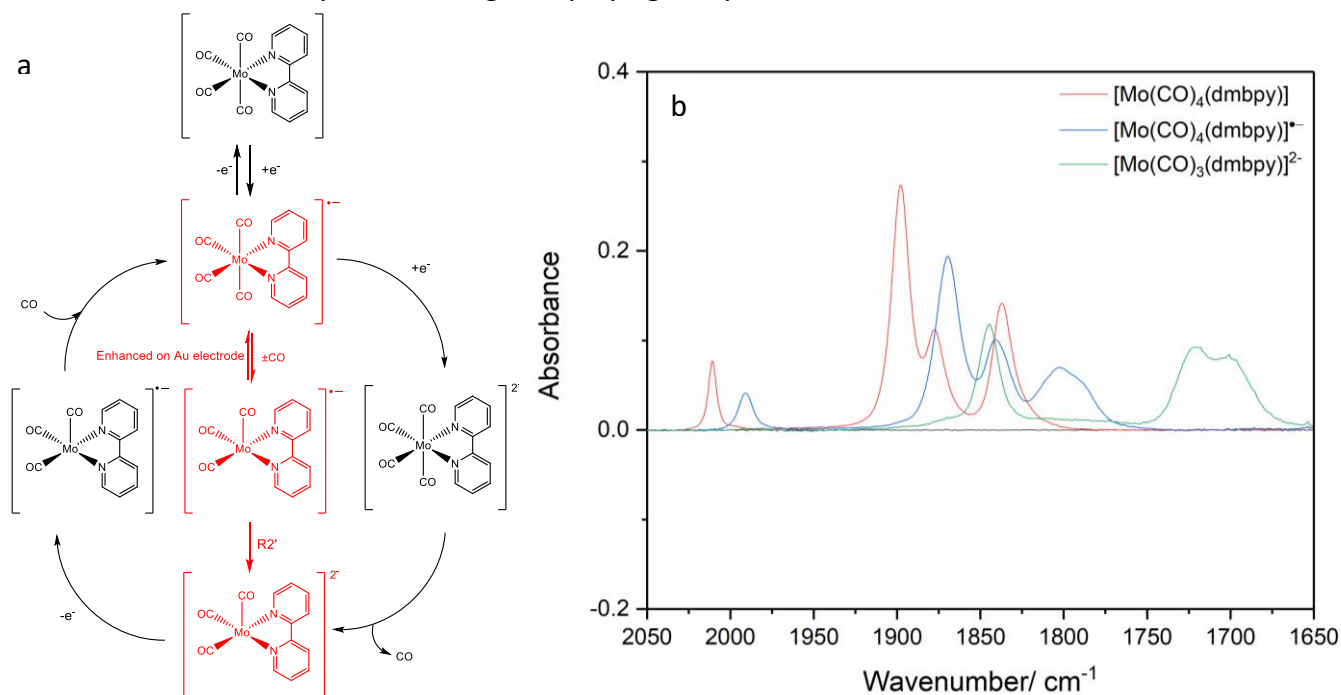 a
CO
OC
OC
Mo
N
N
CO
-e⁻
+e⁻
•−
CO
OC
OC
Mo
N
N
CO
+e⁻
CO
Enhanced on Au electrode
±CO
•−
CO
OC
OC
Mo
N
N
•−
CO
OC
OC
Mo
N
N
2-
CO
OC
OC
Mo
N
N
CO
R2'
-e⁻
2-
CO
OC
OC
Mo
N
N
CO
b
[Mo(CO)₄(dmbpy)]
[Mo(CO)₄(dmbpy)]•−
[Mo(CO)₃(dmbpy)]²⁻
Absorbance
0.4
0.2
0.0
-0.2
2050 2000 1950 1900 1850 1800 1750 1700 1650
Wavenumber/ cm⁻¹